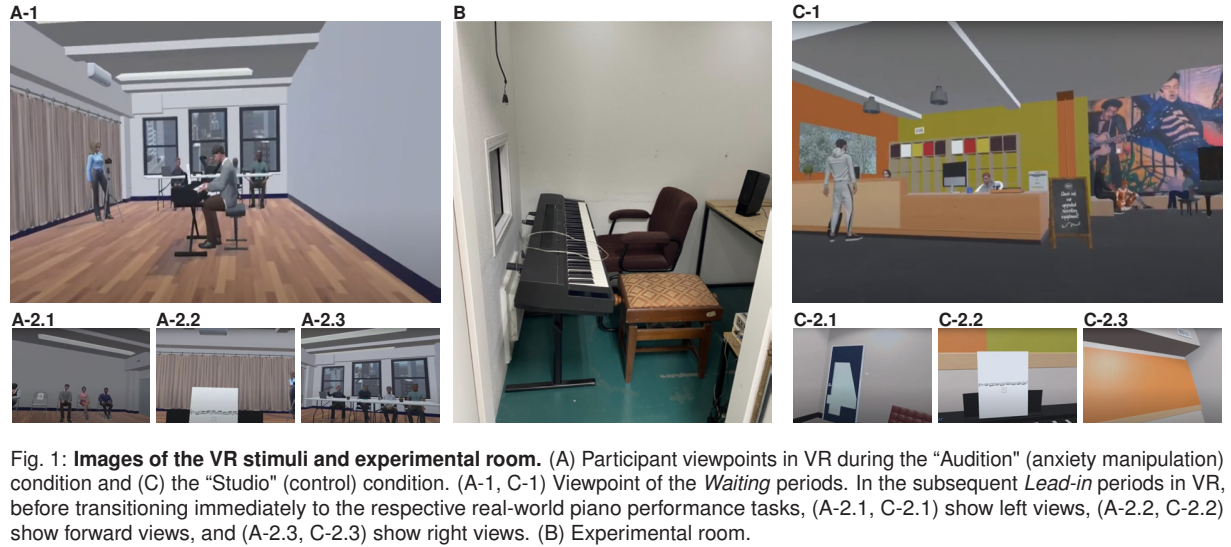 A-1
B
C-1
A-2.1
A-2.2
A-2.3
C-2.1
C-2.2
C-2.3
Fig. 1: Images of the VR stimuli and experimental room. (A) Participant viewpoints in VR during the “Audition" (anxiety manipulation)
condition and (C) the “Studio" (control) condition. (A-1, C-1) Viewpoint of the Waiting periods. In the subsequent Lead-in periods in VR,
before transitioning immediately to the respective real-world piano performance tasks, (A-2.1, C-2.1) show left views, (A-2.2, C-2.2)
show forward views, and (A-2.3, C-2.3) show right views. (B) Experimental room.